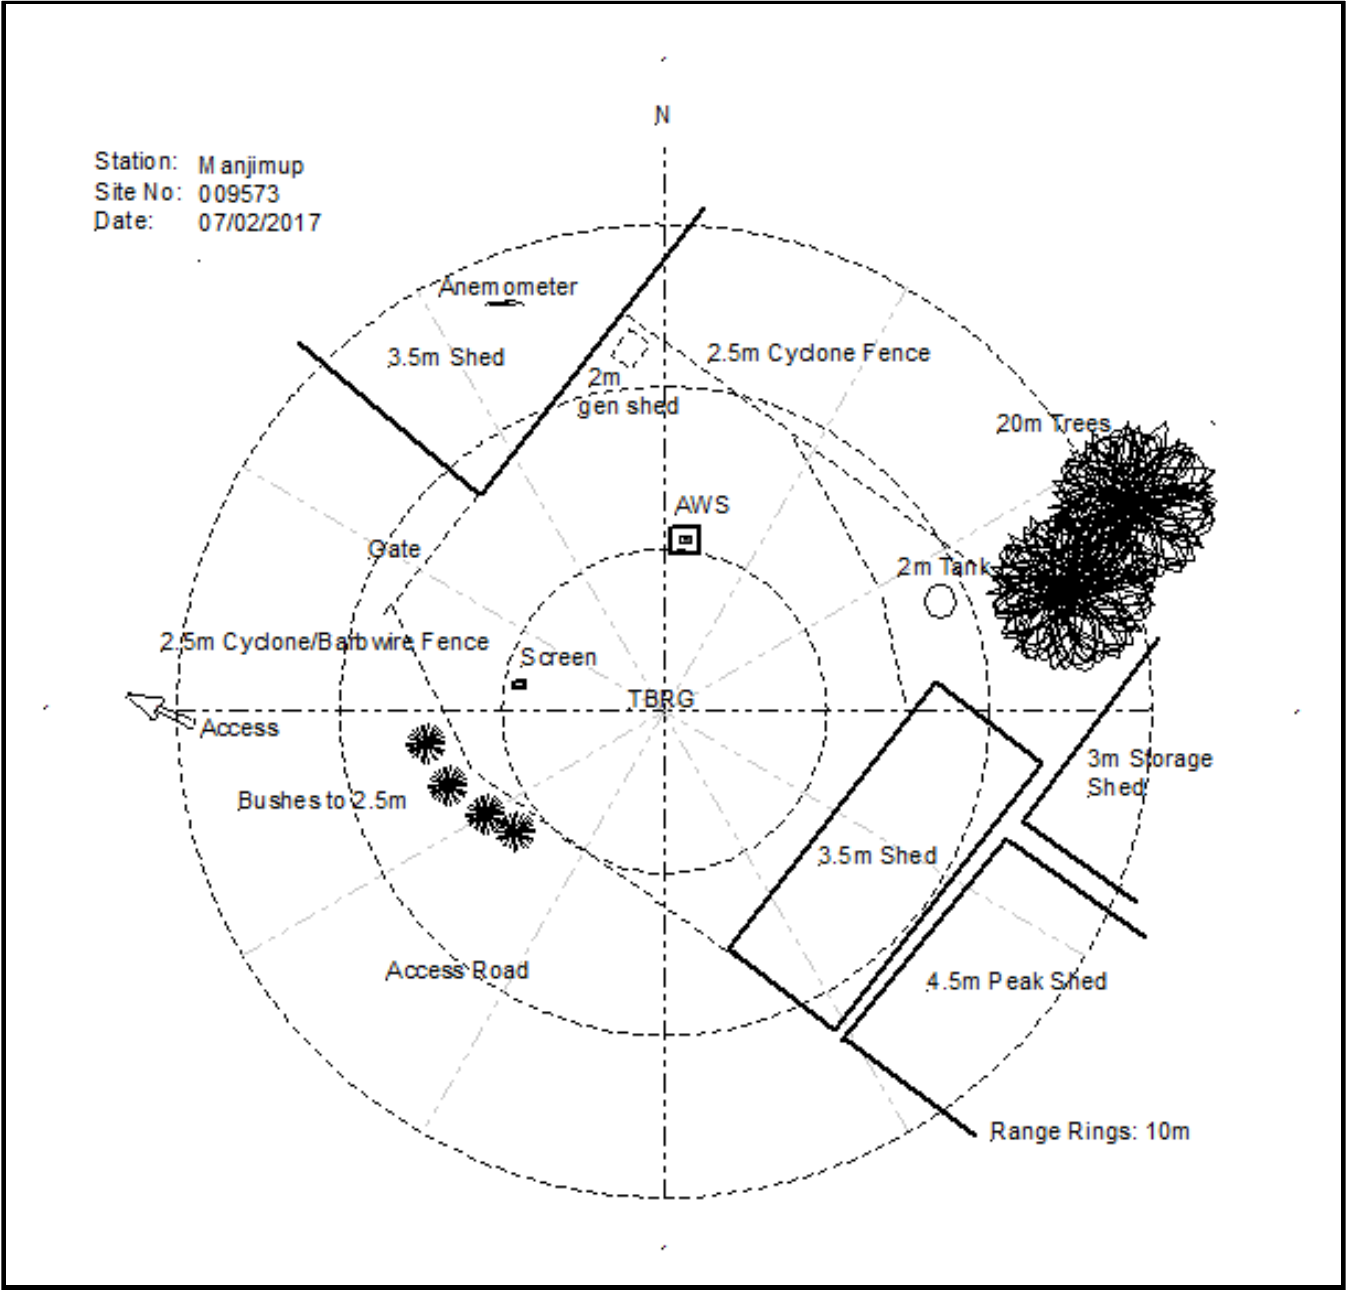 N
Station: Manjimup
Site No: 009573
Date: 07/02/2017
Anemometer
3.5m Shed
2.5m Cyclone Fence
2m
gen shed
20m Trees
AWS
Gate
2m Tank
2.5m Cyclone/Barbwire Fence
Screen
TBRG
Access
3m Storage
Shed
Bushes to 2.5m
3.5m Shed
Access Road
4.5m Peak Shed
Range Rings: 10m